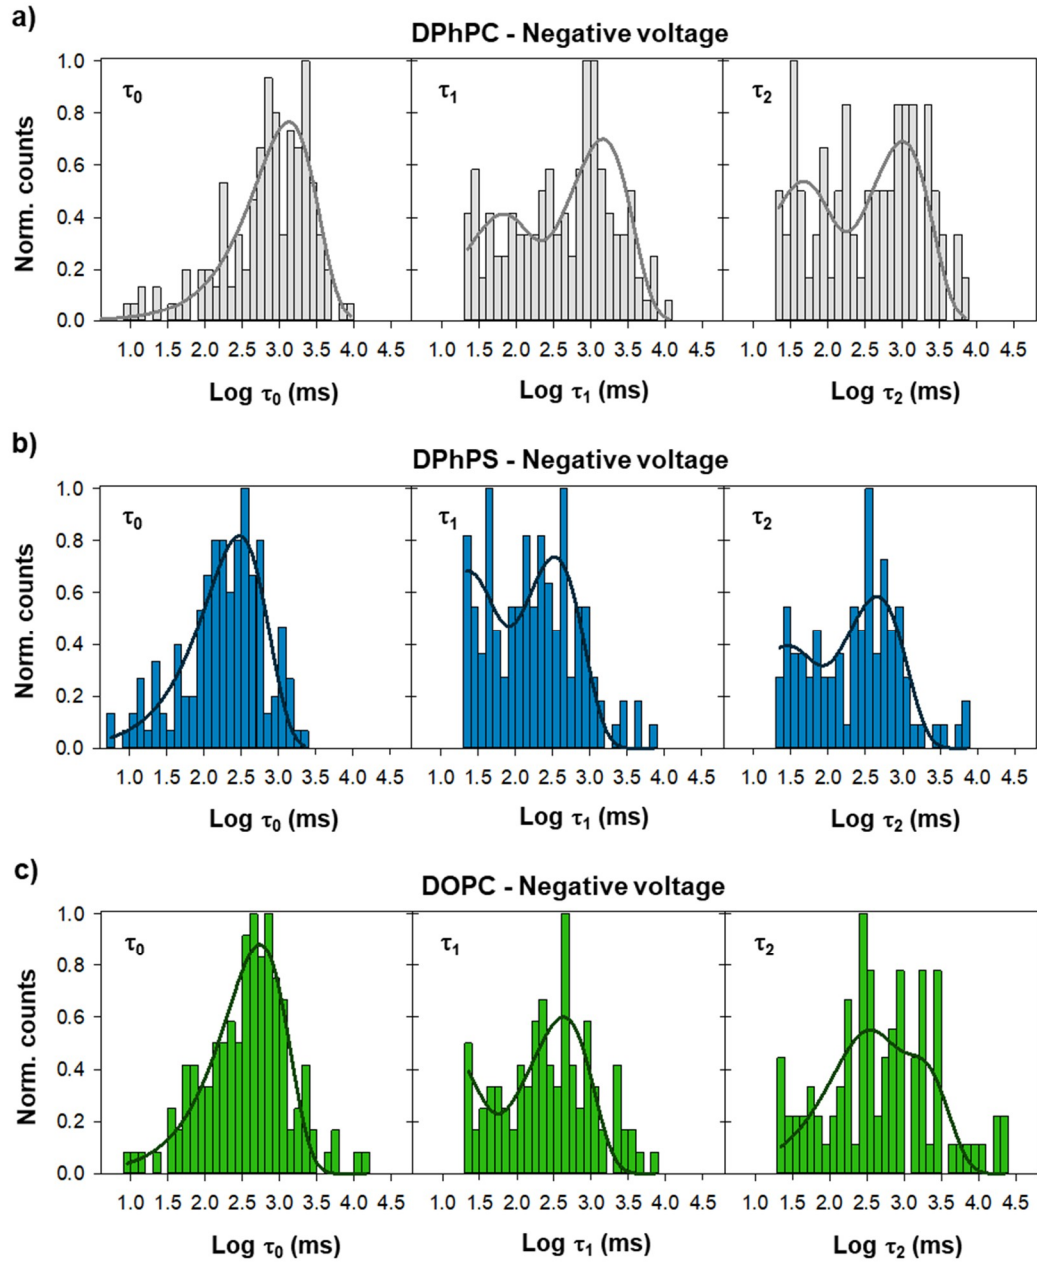 a)
DPhPC - Negative voltage
τ0 τ1 τ2
Norm. counts
1.0
0.8
0.6
0.4
0.2
0.0
1.0 1.5 2.0 2.5 3.0 3.5 4.0 4.5 1.0 1.5 2.0 2.5 3.0 3.5 4.0 4.5 1.0 1.5 2.0 2.5 3.0 3.5 4.0 4.5
Log τ0 (ms) Log τ1 (ms) Log τ2 (ms)
b)
DPhPS - Negative voltage
τ0 τ1 τ2
Norm. counts
1.0
0.8
0.6
0.4
0.2
0.0
1.0 1.5 2.0 2.5 3.0 3.5 4.0 4.5 1.0 1.5 2.0 2.5 3.0 3.5 4.0 4.5 1.0 1.5 2.0 2.5 3.0 3.5 4.0 4.5
Log τ0 (ms) Log τ1 (ms) Log τ2 (ms)
c)
DOPC - Negative voltage
τ0 τ1 τ2
Norm. counts
1.0
0.8
0.6
0.4
0.2
0.0
1.0 1.5 2.0 2.5 3.0 3.5 4.0 4.5 1.0 1.5 2.0 2.5 3.0 3.5 4.0 4.5 1.0 1.5 2.0 2.5 3.0 3.5 4.0 4.5
Log τ0 (ms) Log τ1 (ms) Log τ2 (ms)